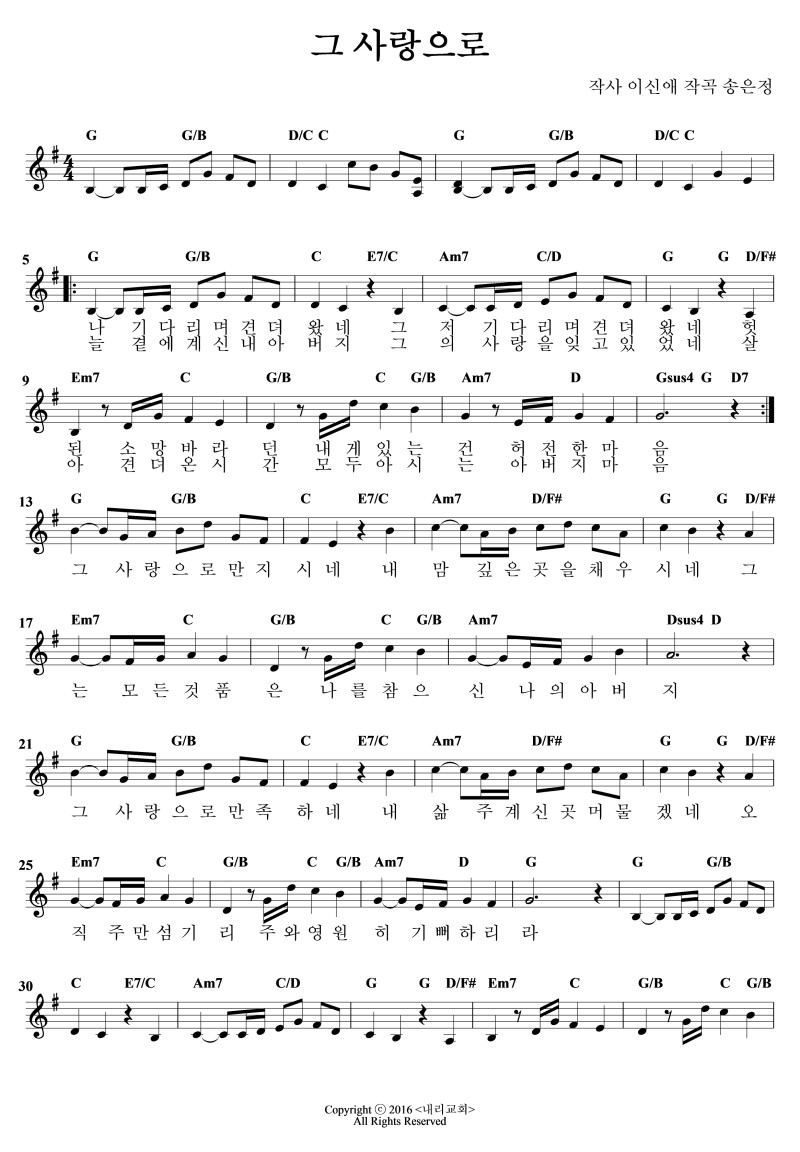 그 사랑으로
작사 이신애 작곡 송은정
G G/B D/C C G G/B D/C C
4 4
5 G G/B C E7/C Am7 C/D G G D/F#
나 기 다 리 며 견 뎌 왔 네 그 저 기 다 리 며 견 뎌 왔 네 헛
늘 곁 에 계 신 내 아 버 지 그 의 사 랑 을 잊 고 있 었 네 살
9 Em7 C G/B C G/B Am7 D Gsus4 G D7
된 소 망 바 라 던 내 게 있 는 건 허 전 한 마 음
아 견 뎌 온 시 간 모 두 아 시 는 아 버 지 마 음
13 G G/B C E7/C Am7 D/F# G G D/F#
그 사 랑 으 로 만 지 시 네 내 맘 깊 은 곳 을 채 우 시 네 그
17 Em7 C G/B C G/B Am7 Dsus4 D
는 모 든 것 품 은 나 를 참 으 신 나 의 아 버 지
21 G G/B C E7/C Am7 D/F# G G D/F#
그 사 랑 으 로 만 족 하 네 내 삶 주 계 신 곳 머 물 겠 네 오
25 Em7 C G/B C G/B Am7 D G G G/B
직 주 만 섬 기 리 주 와 영 원 히 기 뻐 하 리 라
30 C E7/C Am7 C/D G G D/F# Em7 C G/B C G/B
Copyright ⓒ 2016 <내리교회>
All Rights Reserved